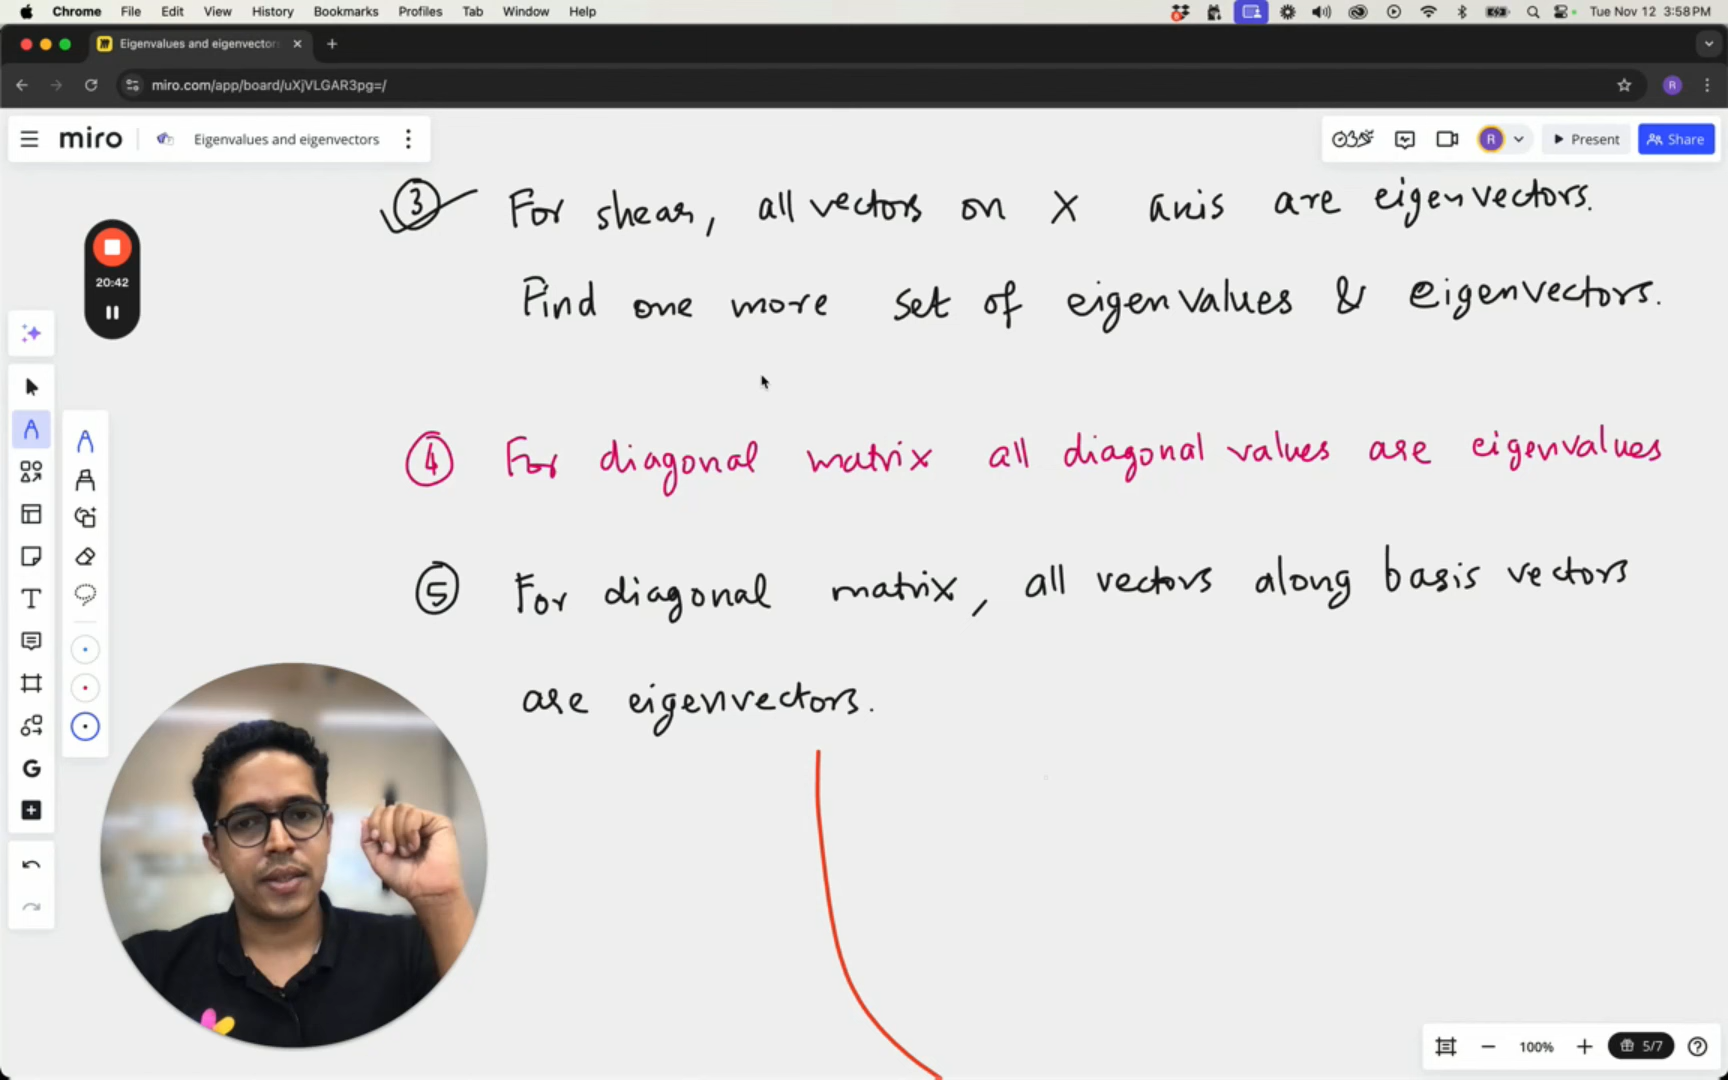 Chrome File Edit View History Bookmarks Profiles Tab Window Help Tue Nov 12 3:58 PM
Eigenvalues and eigenvector
miro.com/app/board/uXjVLGAR3pg=/ R
miro Eigenvalues and eigenvectors R Present Share
③ For shear, all vectors on X axis are eigenvectors.
20:42
Find one more set of eigenvalues & eigenvectors.
④ For diagonal matrix all diagonal values are eigenvalues
⑤ For diagonal matrix, all vectors along basis vectors
are eigenvectors.
100% 5/7